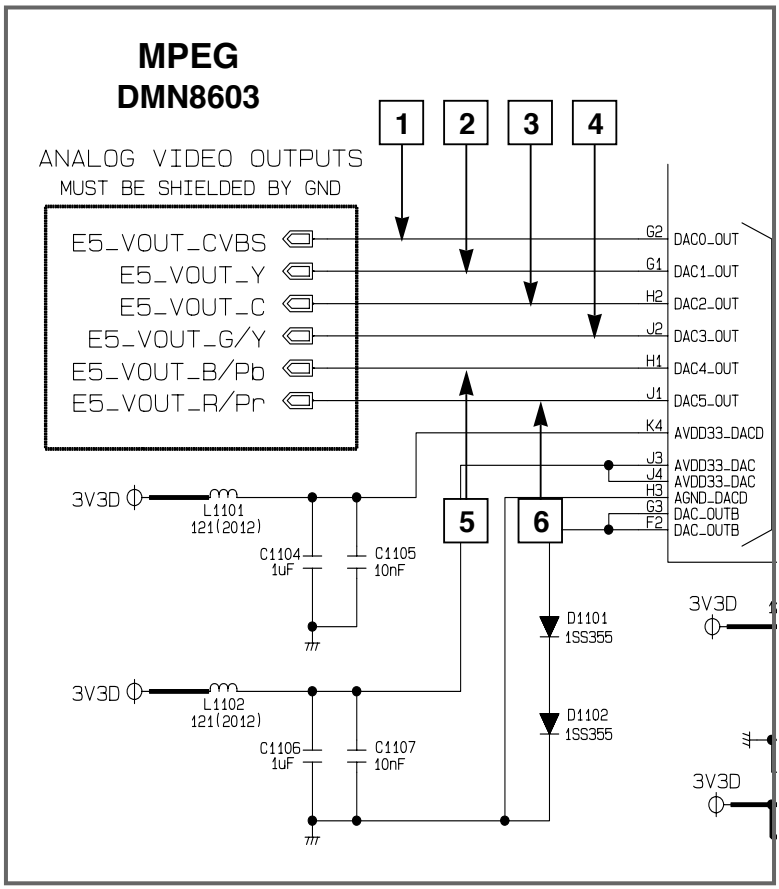 MPEG
DMN8603
1 2 3 4
ANALOG VIDEO OUTPUTS
MUST BE SHIELDED BY GND
E5_VOUT_CVBS G2 DAC0_OUT
E5_VOUT_Y G1 DAC1_OUT
E5_VOUT_C H2 DAC2_OUT
E5_VOUT_G/Y J2 DAC3_OUT
E5_VOUT_B/Pb H1 DAC4_OUT
E5_VOUT_R/Pr J1 DAC5_OUT
K4 AVDD33_DACD
J3 AVDD33_DAC
J4 AVDD33_DAC
H3 AGND_DACD
G3 DAC_OUTB
F2 DAC_OUTB
5 6
3V3D
L1101
121(2012)
C1104
1uF
C1105
10nF
D1101
1SS355
3V3D
3V3D
L1102
121(2012)
C1106
1uF
C1107
10nF
D1102
1SS355
3V3D